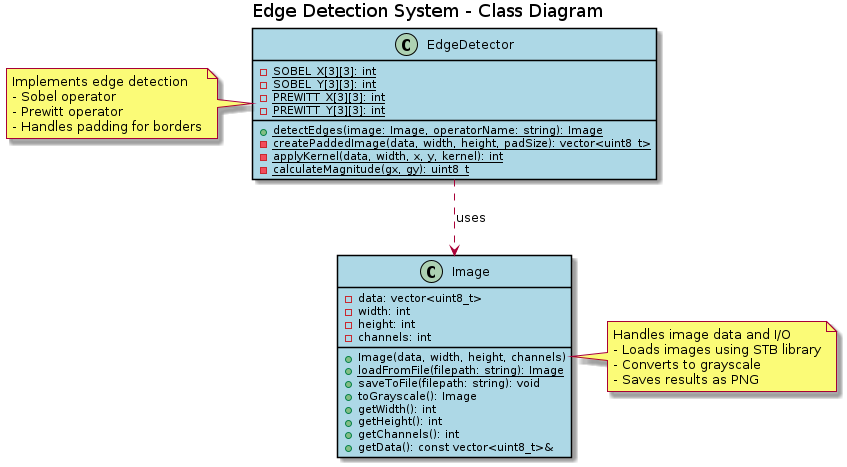 Edge Detection System - Class Diagram
C EdgeDetector
SOBEL_X[3][3]: int
SOBEL_Y[3][3]: int
PREWITT_X[3][3]: int
PREWITT_Y[3][3]: int
detectEdges(image: Image, operatorName: string): Image
createPaddedImage(data, width, height, padSize): vector<uint8_t>
applyKernel(data, width, x, y, kernel): int
calculateMagnitude(gx, gy): uint8_t
Implements edge detection
- Sobel operator
- Prewitt operator
- Handles padding for borders
uses
C Image
data: vector<uint8_t>
width: int
height: int
channels: int
Image(data, width, height, channels)
loadFromFile(filepath: string): Image
saveToFile(filepath: string): void
toGrayscale(): Image
getWidth(): int
getHeight(): int
getChannels(): int
getData(): const vector<uint8_t>&
Handles image data and I/O
- Loads images using STB library
- Converts to grayscale
- Saves results as PNG